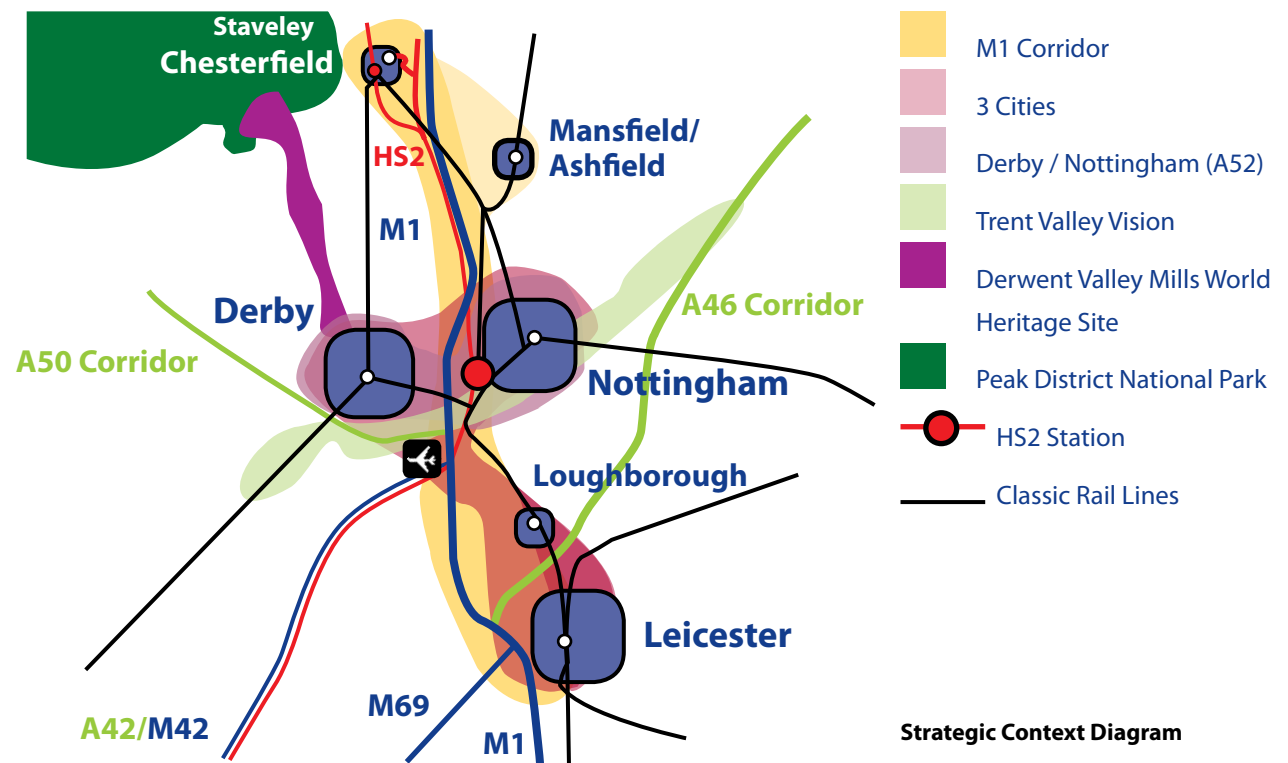 Staveley
Chesterfield
HS2
Mansfield/
Ashfield
M1
Derby
A46 Corridor
A50 Corridor
Nottingham
Loughborough
Leicester
M69
A42/M42
M1
M1 Corridor
3 Cities
Derby / Nottingham (A52)
Trent Valley Vision
Derwent Valley Mills World
Heritage Site
Peak District National Park
HS2 Station
Classic Rail Lines
Strategic Context Diagram